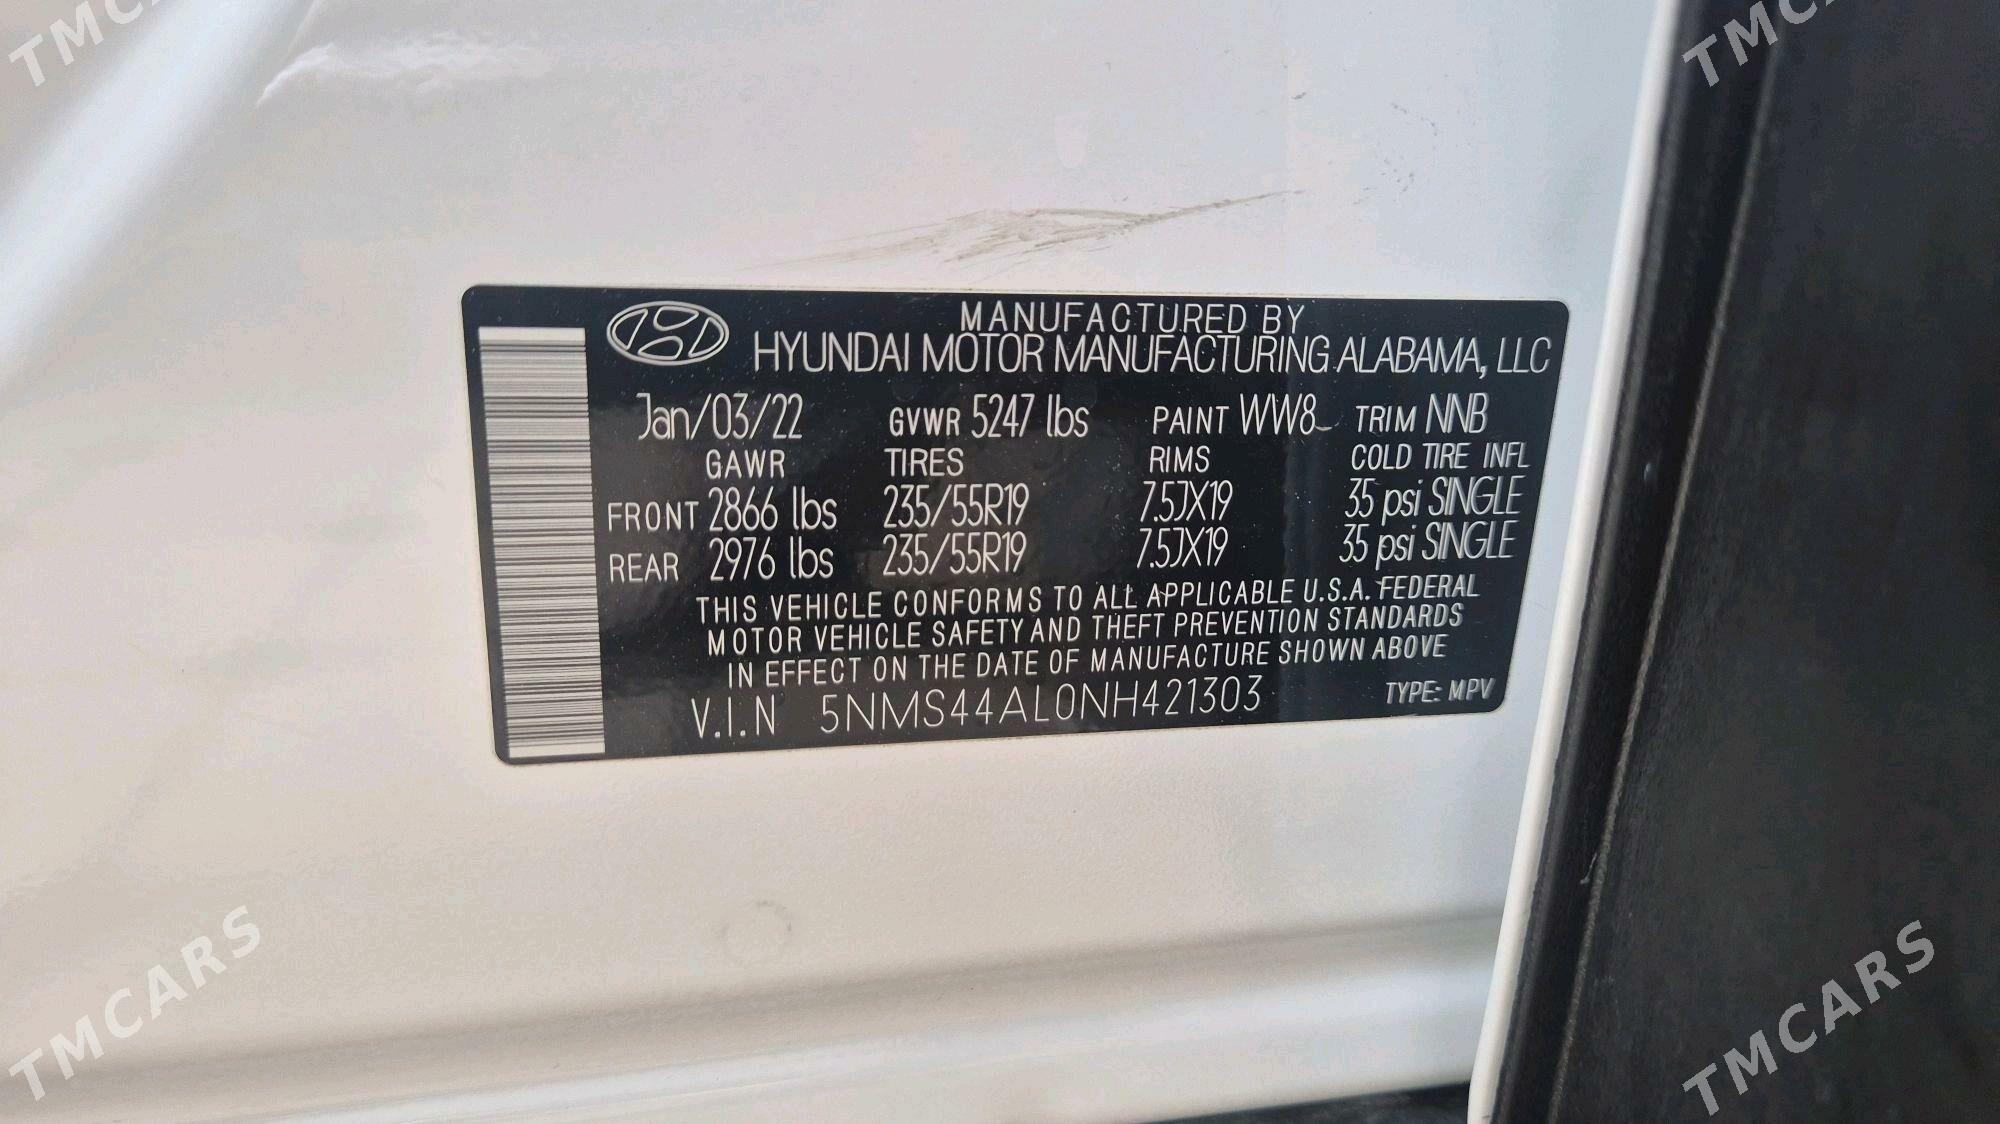 MANUFACTURED BY
HYUNDAI MOTOR MANUFACTURING ALABAMA, LLC
Jan/03/22 GVWR 5247 lbs PAINT WW8 TRIM NNB
GAWR TIRES RIMS COLD TIRE INFL
FRONT 2866 lbs 235/55R19 7.5JX19 35 psi SINGLE
REAR 2976 lbs 235/55R19 7.5JX19 35 psi SINGLE
THIS VEHICLE CONFORMS TO ALL APPLICABLE U.S.A. FEDERAL
MOTOR VEHICLE SAFETY AND THEFT PREVENTION STANDARDS
IN EFFECT ON THE DATE OF MANUFACTURE SHOWN ABOVE
V.I.N 5NMS44AL0NH421303 TYPE: MPV
TMCARS
TMCARS